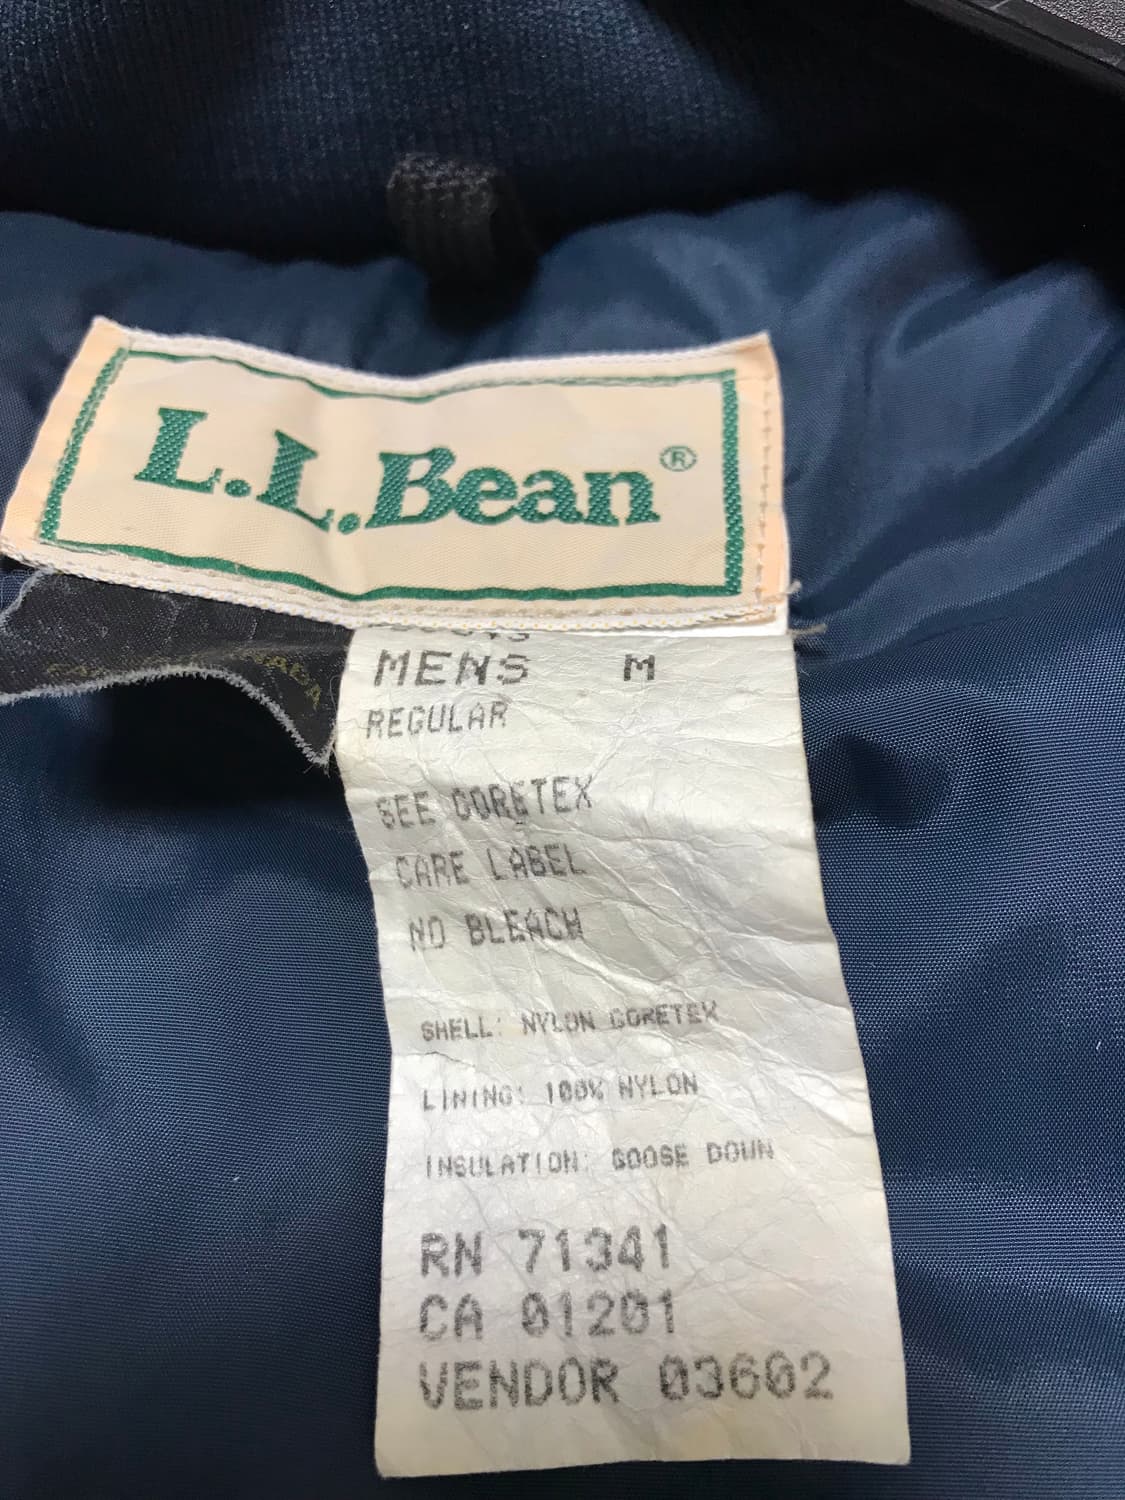 L.L.Bean®
MENS M
REGULAR
SEE GORETEX
CARE LABEL
NO BLEACH
SHELL: NYLON GORETEX
LINING: 100% NYLON
INSULATION: GOOSE DOWN
RN 71341
CA 01201
VENDOR 03602